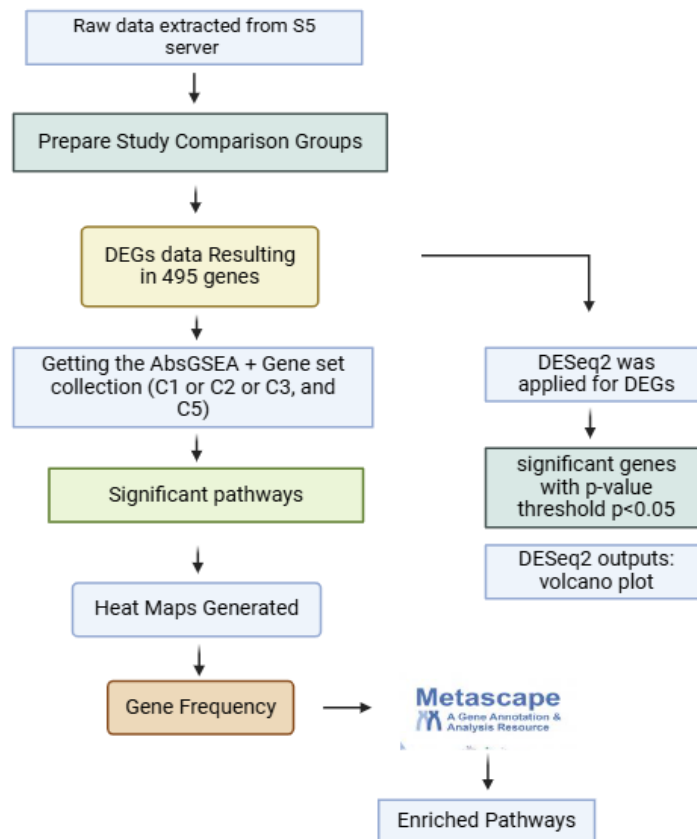 Raw data extracted from S5
server
Prepare Study Comparison Groups
DEGs data Resulting
in 495 genes
Getting the AbsGSEA + Gene set
collection (C1 or C2 or C3, and
C5)
Significant pathways
Heat Maps Generated
Gene Frequency
DESeq2 was
applied for DEGs
significant genes
with p-value
threshold p<0.05
DESeq2 outputs:
volcano plot
Metascape
A Gene Annotation &
Analysis Resource
Enriched Pathways